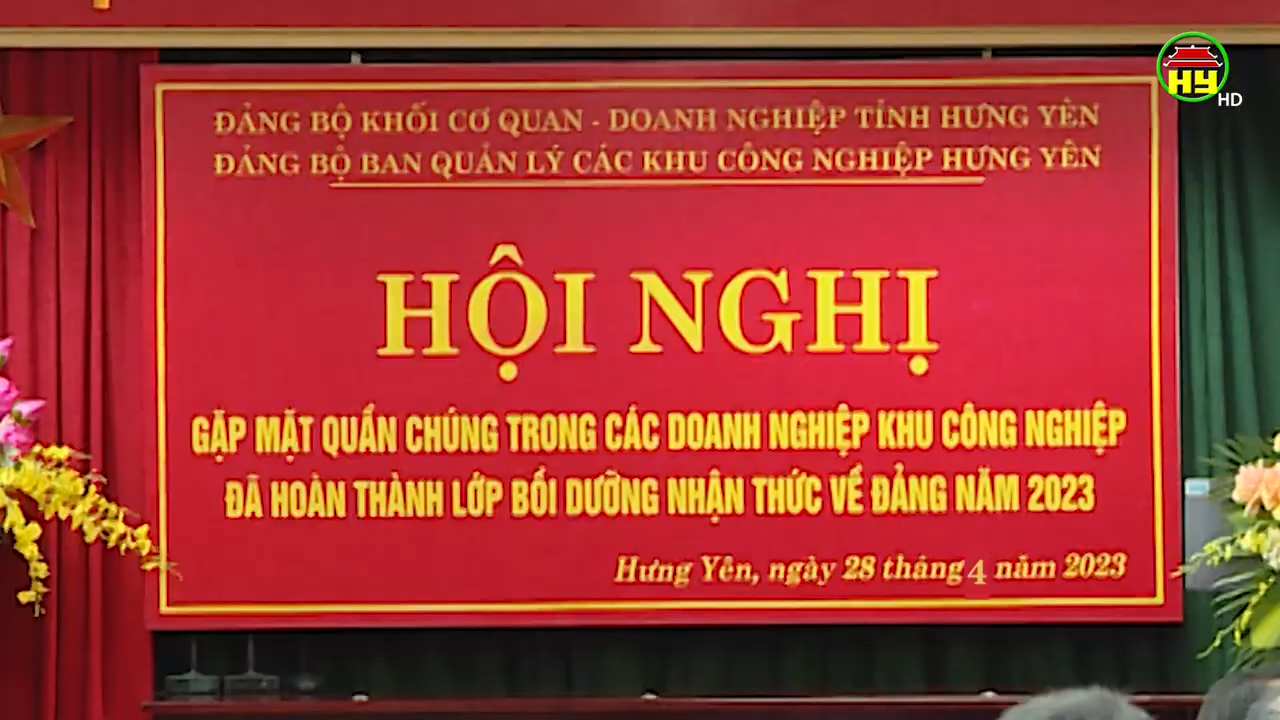 HY
HD
ĐẢNG BỘ KHỐI CƠ QUAN - DOANH NGHIỆP TỈNH HƯNG YÊN
ĐẢNG BỘ BAN QUẢN LÝ CÁC KHU CÔNG NGHIỆP HƯNG YÊN
HỘI NGHỊ
GẶP MẶT QUẦN CHÚNG TRONG CÁC DOANH NGHIỆP KHU CÔNG NGHIỆP
ĐÃ HOÀN THÀNH LỚP BỒI DƯỠNG NHẬN THỨC VỀ ĐẢNG NĂM 2023
Hưng Yên, ngày 28 tháng 4 năm 2023